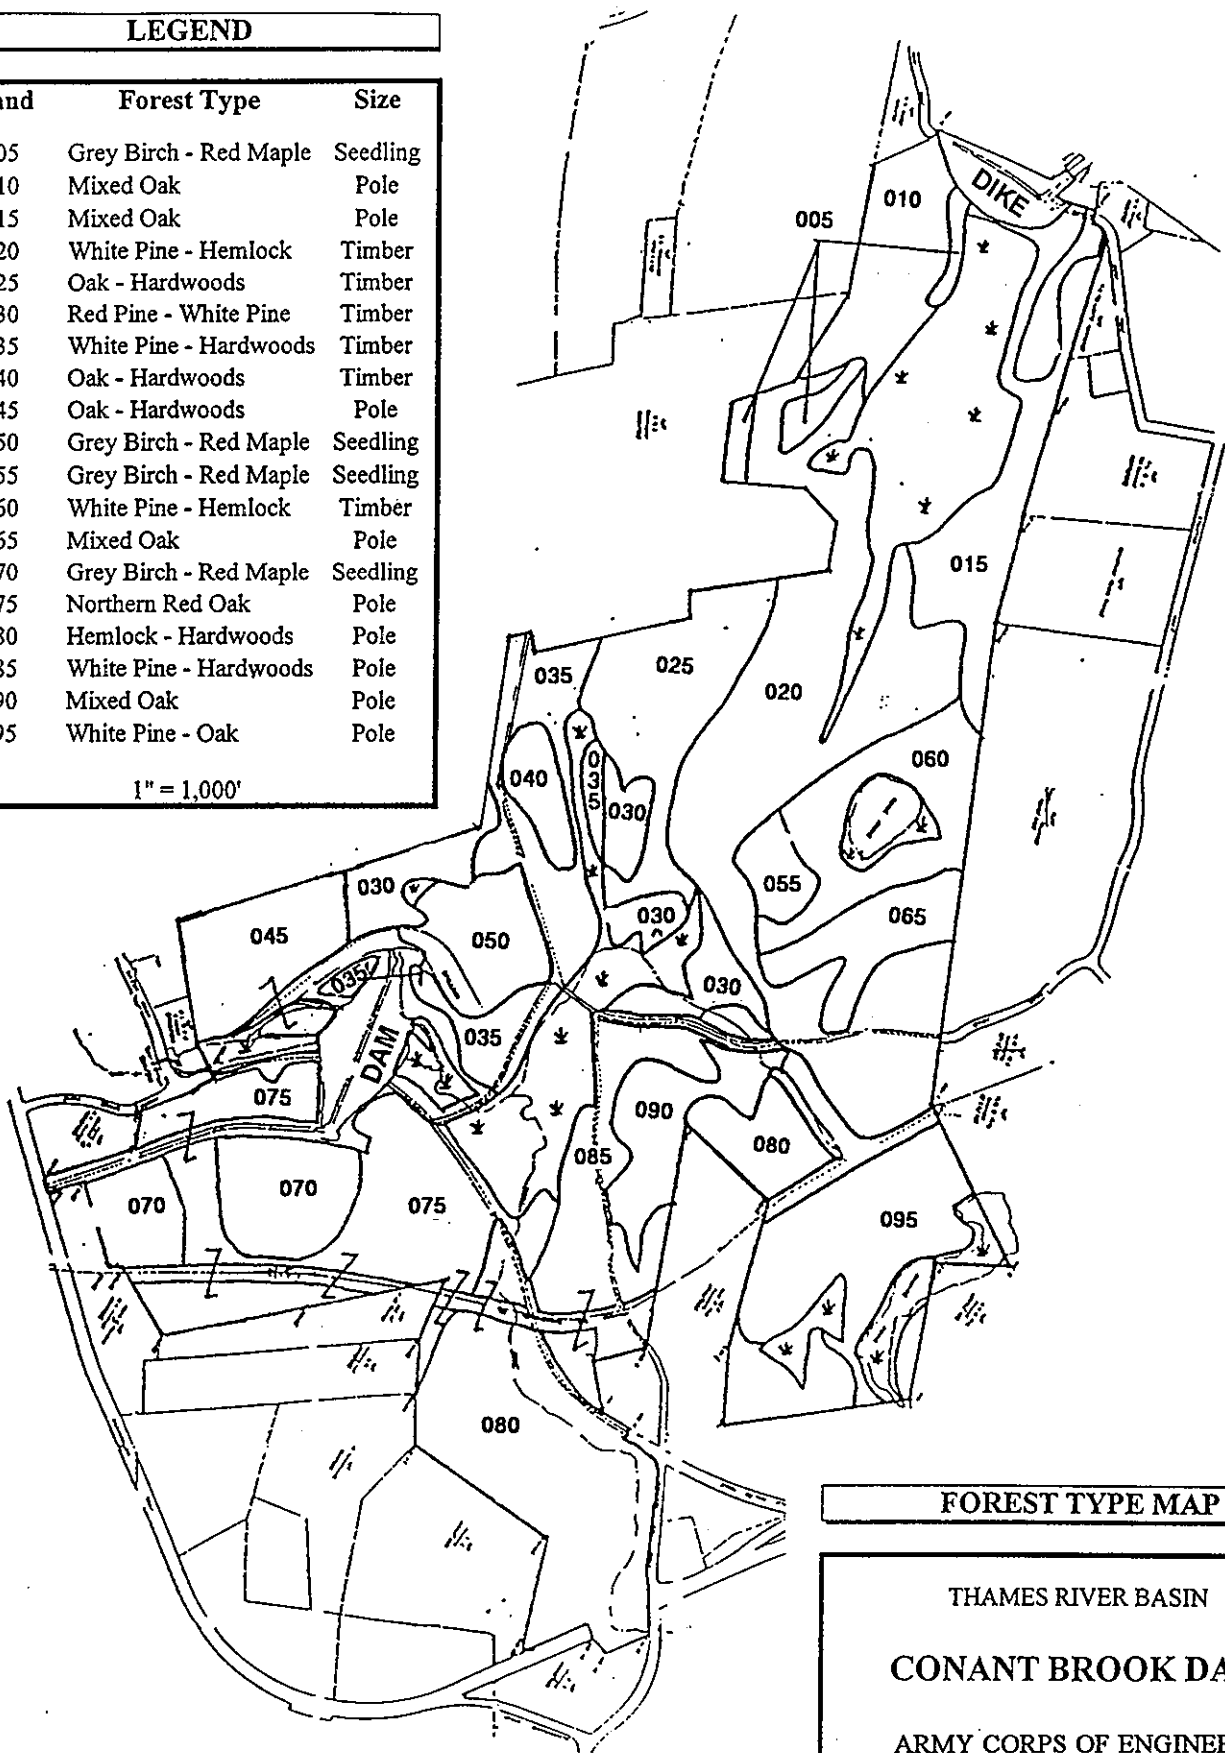 LEGEND
and Forest Type Size
05 Grey Birch - Red Maple Seedling
10 Mixed Oak Pole
15 Mixed Oak Pole
20 White Pine - Hemlock Timber
25 Oak - Hardwoods Timber
30 Red Pine - White Pine Timber
35 White Pine - Hardwoods Timber
40 Oak - Hardwoods Timber
45 Oak - Hardwoods Pole
50 Grey Birch - Red Maple Seedling
55 Grey Birch - Red Maple Seedling
60 White Pine - Hemlock Timber
65 Mixed Oak Pole
70 Grey Birch - Red Maple Seedling
75 Northern Red Oak Pole
80 Hemlock - Hardwoods Pole
85 White Pine - Hardwoods Pole
90 Mixed Oak Pole
95 White Pine - Oak Pole
1" = 1,000'
DIKE
010
005
015
035
025
020
060
040
035
030
030
055
030
065
045
050
035
030
035
DAM
075
090
080
085
070
070
075
095
080
FOREST TYPE MAP
THAMES RIVER BASIN
CONANT BROOK DA
ARMY CORPS OF ENGINEE